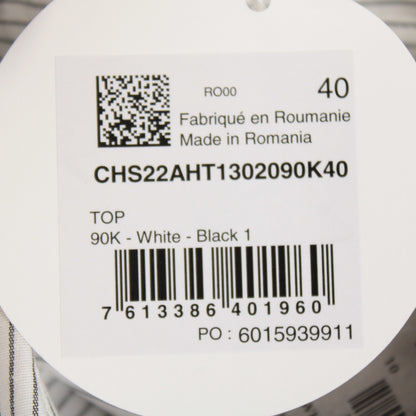 RO00 40
Fabriqué en Roumanie
Made in Romania
CHS22AHT1302090K40
TOP
90K - White - Black 1
7 613386 401960
PO : 6015939911